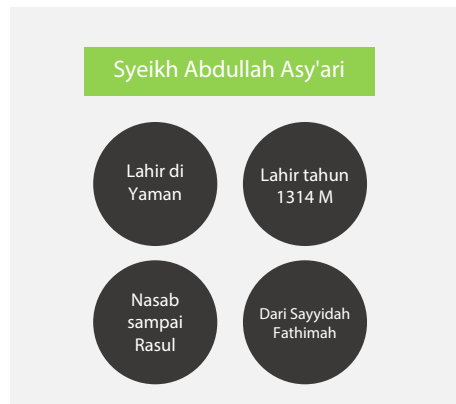 Syeikh Abdullah Asy'ari
Lahir di
Yaman
Lahir tahun
1314 M
Nasab
sampai
Rasul
Dari Sayyidah
Fathimah